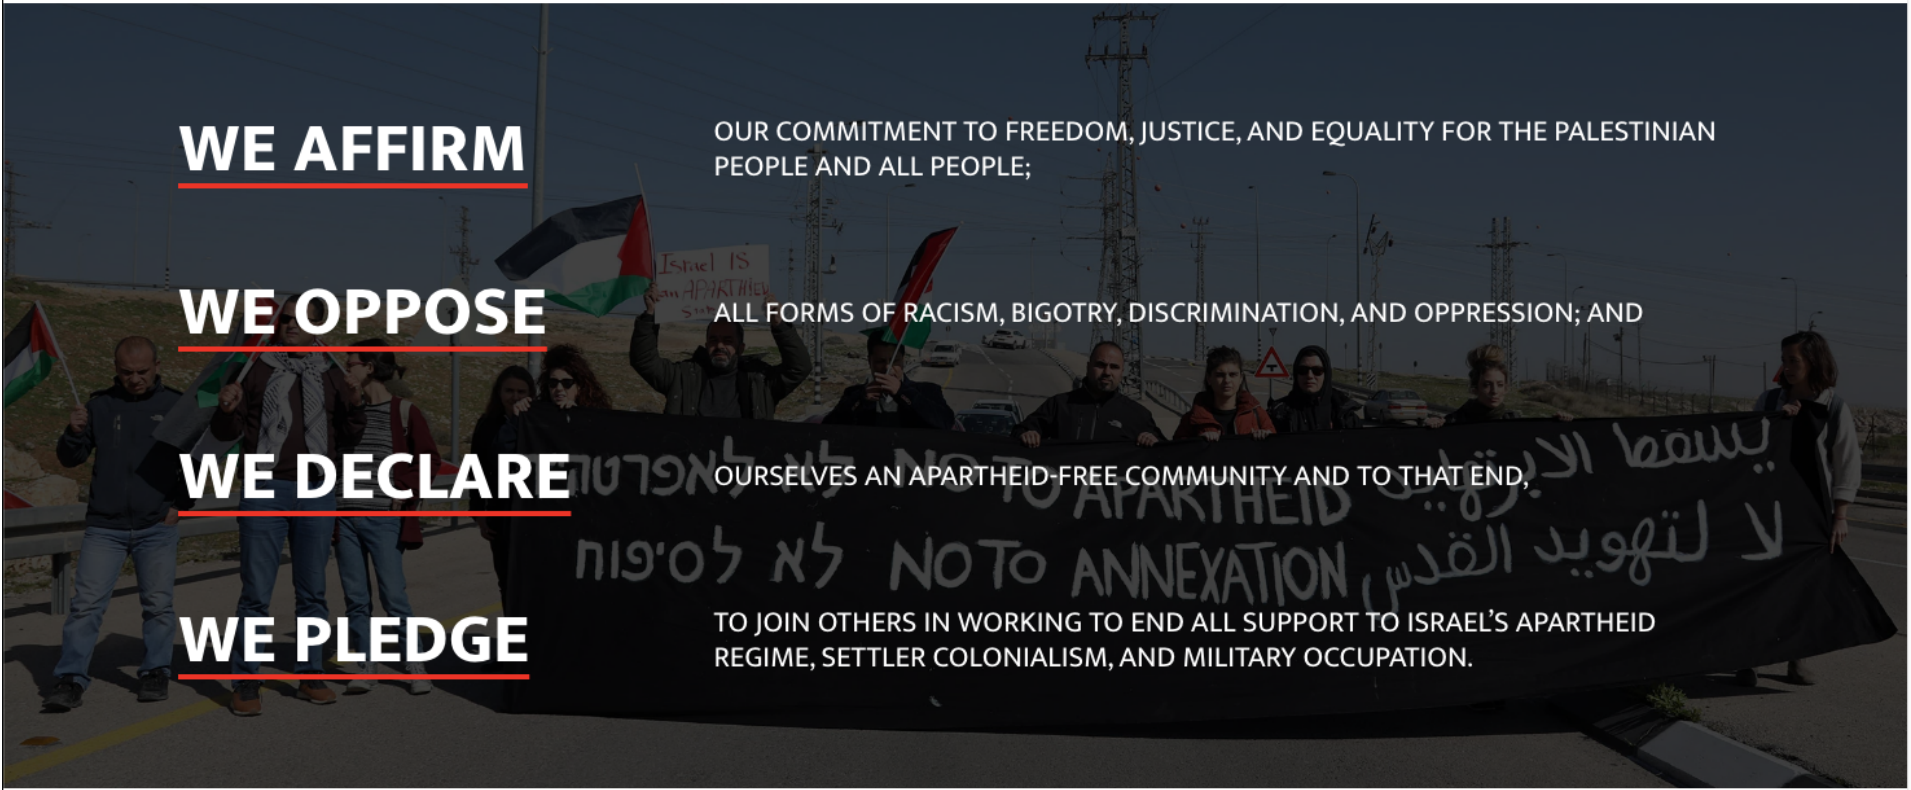 WE AFFIRM
OUR COMMITMENT TO FREEDOM, JUSTICE, AND EQUALITY FOR THE PALESTINIAN
PEOPLE AND ALL PEOPLE;
Israel IS
an APARTHIED
WE OPPOSE
ALL FORMS OF RACISM, BIGOTRY, DISCRIMINATION, AND OPPRESSION; AND
WE DECLARE
OURSELVES AN APARTHEID-FREE COMMUNITY AND TO THAT END,
לא לאפרטהייד NO TO APARTHEID يسقط الابرتهايد
לא לסיפוח NO TO ANNEXATION لا لتهويد القدس
WE PLEDGE
TO JOIN OTHERS IN WORKING TO END ALL SUPPORT TO ISRAEL’S APARTHEID
REGIME, SETTLER COLONIALISM, AND MILITARY OCCUPATION.